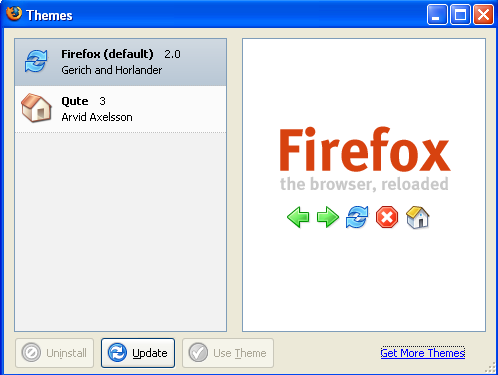 Themes
Firefox (default) 2.0
Gerich and Horlander
Qute 3
Arvid Axelsson
Firefox
the browser, reloaded
Uninstall
Update
Use Theme
Get More Themes